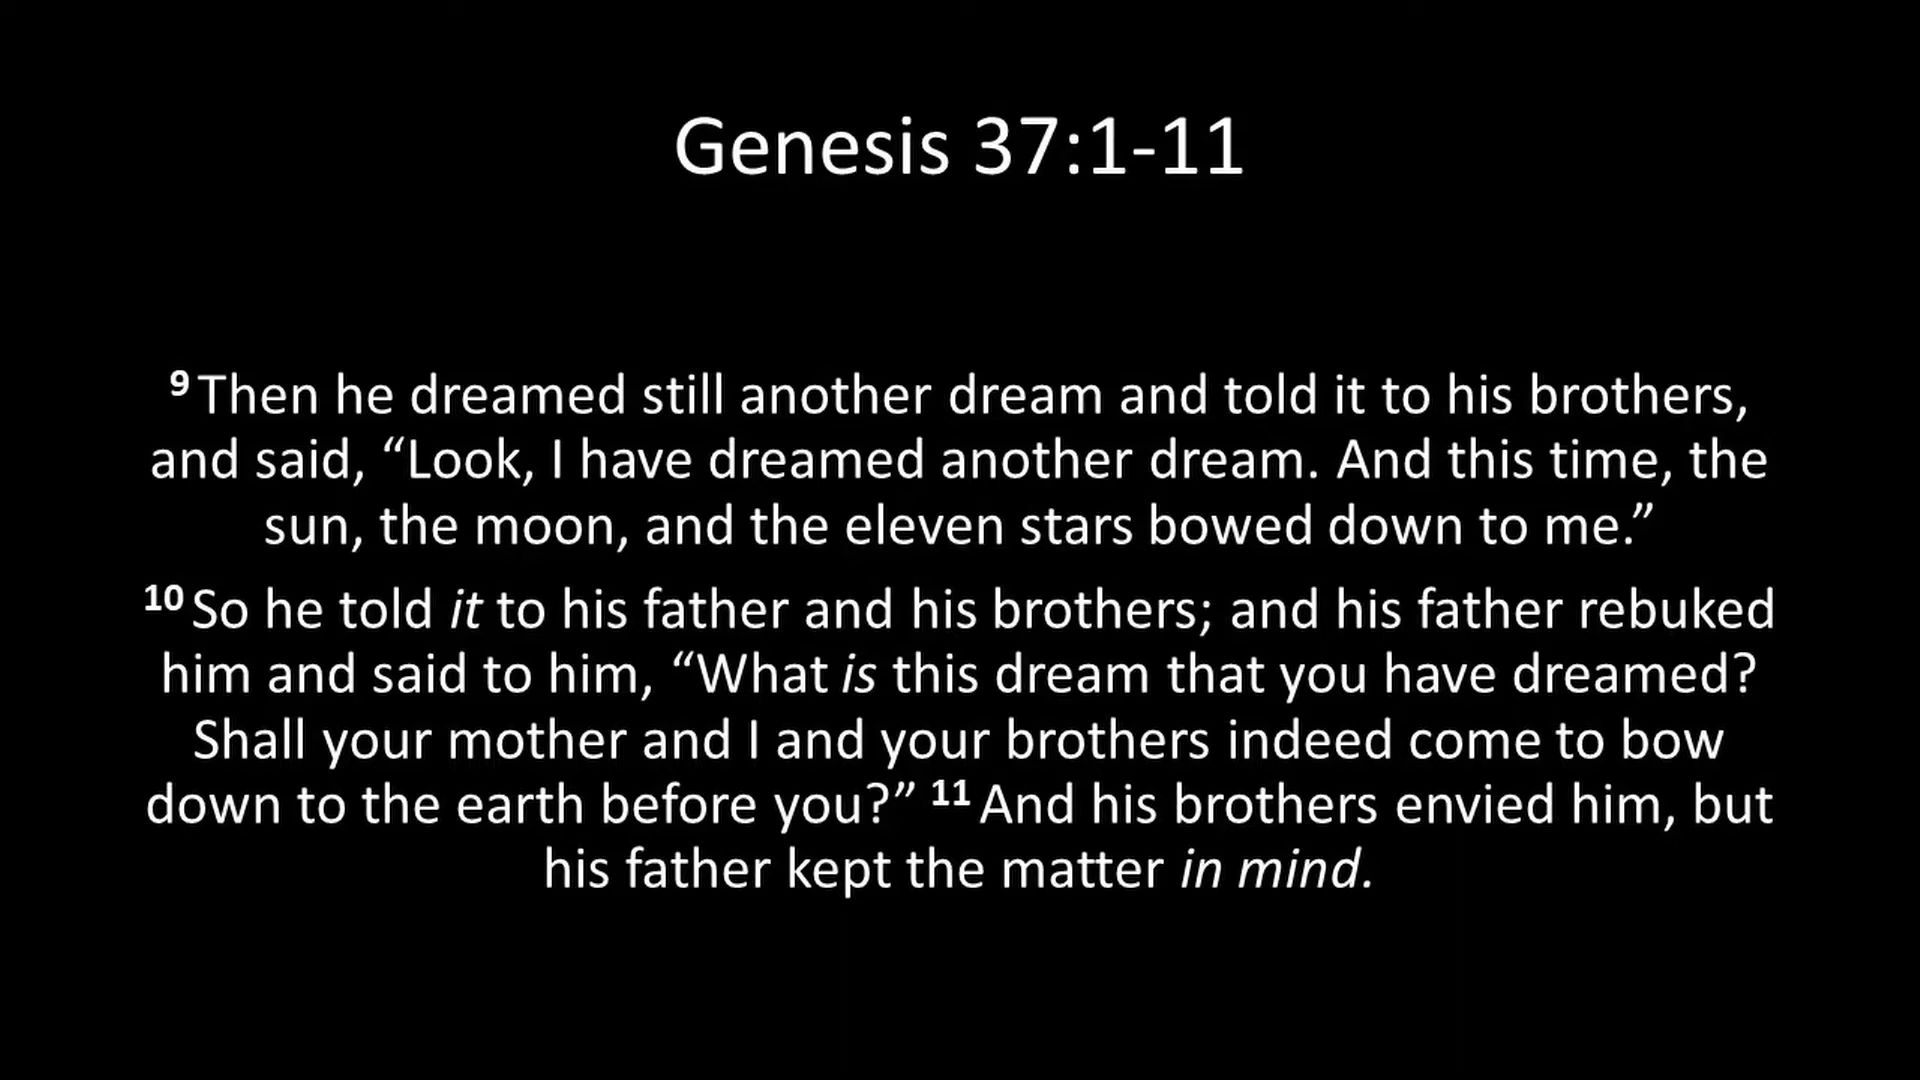 Genesis 37:1-11
9 Then he dreamed still another dream and told it to his brothers,
and said, “Look, I have dreamed another dream. And this time, the
sun, the moon, and the eleven stars bowed down to me.”
10 So he told it to his father and his brothers; and his father rebuked
him and said to him, “What is this dream that you have dreamed?
Shall your mother and I and your brothers indeed come to bow
down to the earth before you?” 11 And his brothers envied him, but
his father kept the matter in mind.